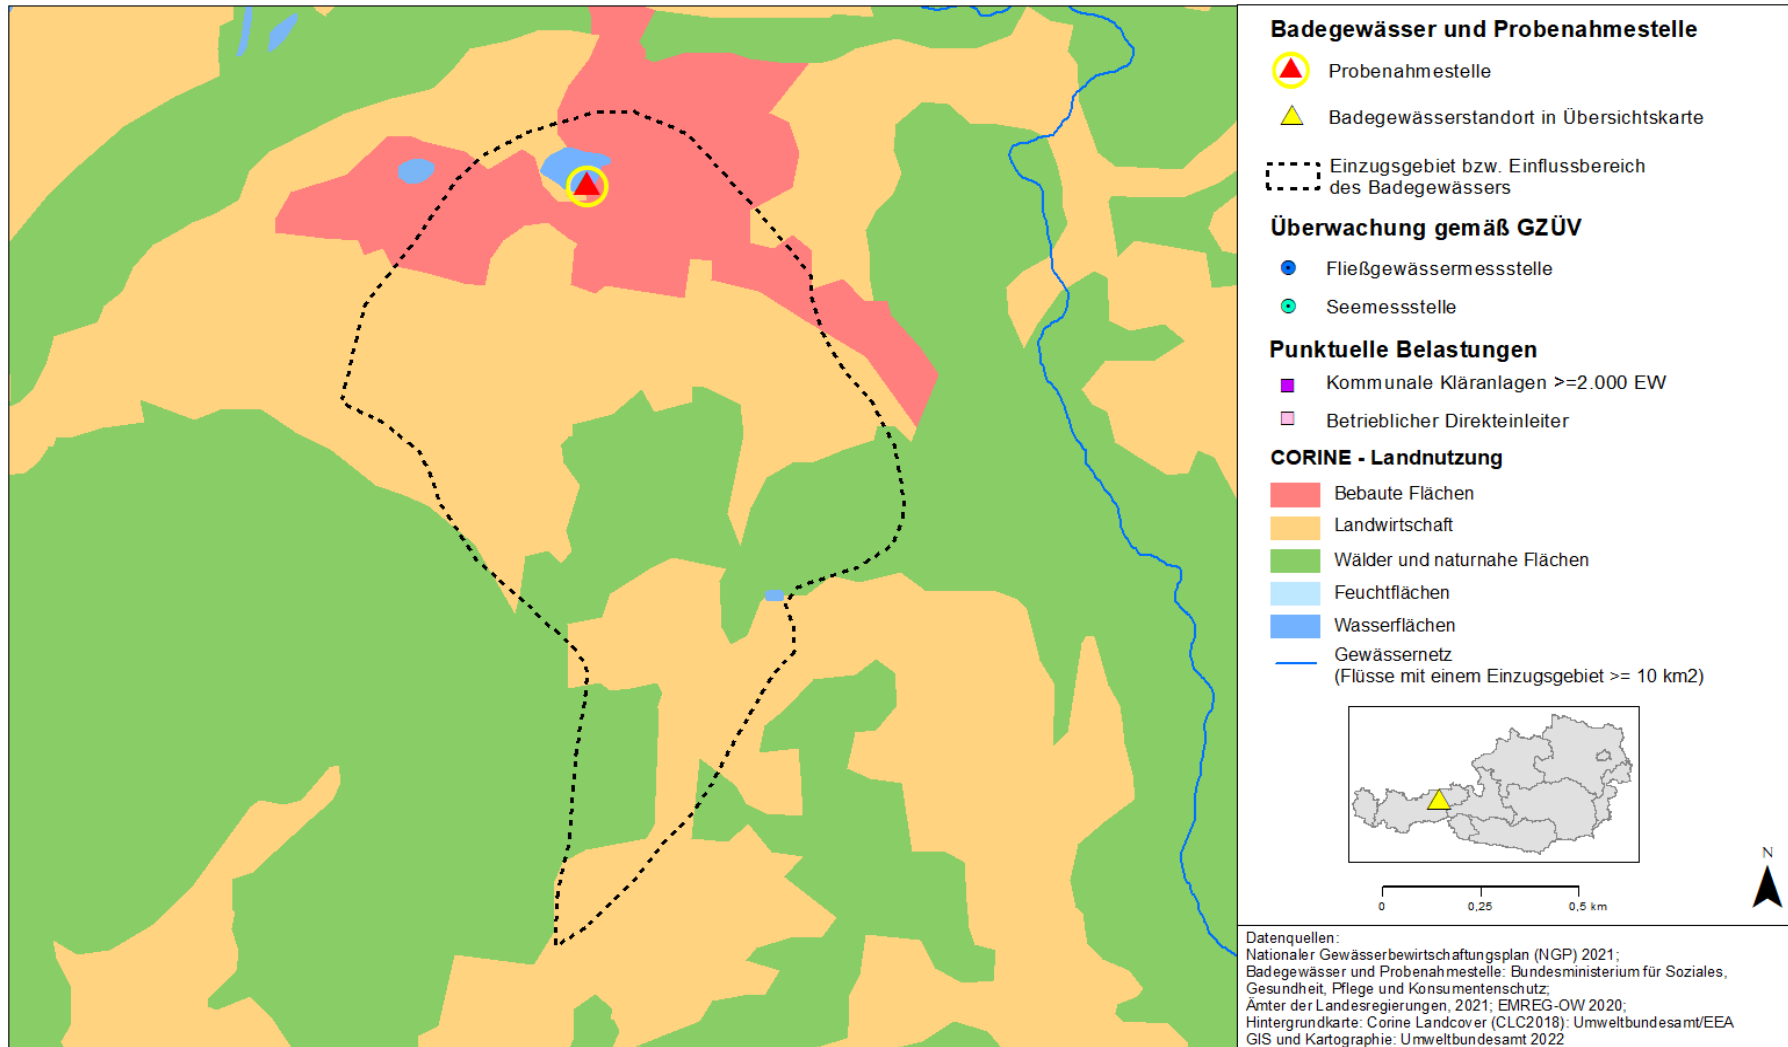 Badegewässer und Probenahmestelle
Probenahmestelle
Badegewässerstandort in Übersichtskarte
Einzugsgebiet bzw. Einflussbereich
des Badegewässers
Überwachung gemäß GZÜV
Fließgewässermessstelle
Seemessstelle
Punktuelle Belastungen
Kommunale Kläranlagen >=2.000 EW
Betrieblicher Direkteinleiter
CORINE - Landnutzung
Bebaute Flächen
Landwirtschaft
Wälder und naturnahe Flächen
Feuchtflächen
Wasserflächen
Gewässernetz
(Flüsse mit einem Einzugsgebiet >= 10 km2)
N
0 0,25 0,5 km
Datenquellen:
Nationaler Gewässerbewirtschaftungsplan (NGP) 2021;
Badegewässer und Probenahmestelle: Bundesministerium für Soziales,
Gesundheit, Pflege und Konsumentenschutz;
Ämter der Landesregierungen, 2021; EMREG-OW 2020;
Hintergrundkarte: Corine Landcover (CLC2018): Umweltbundesamt/EEA
GIS und Kartographie: Umweltbundesamt 2022